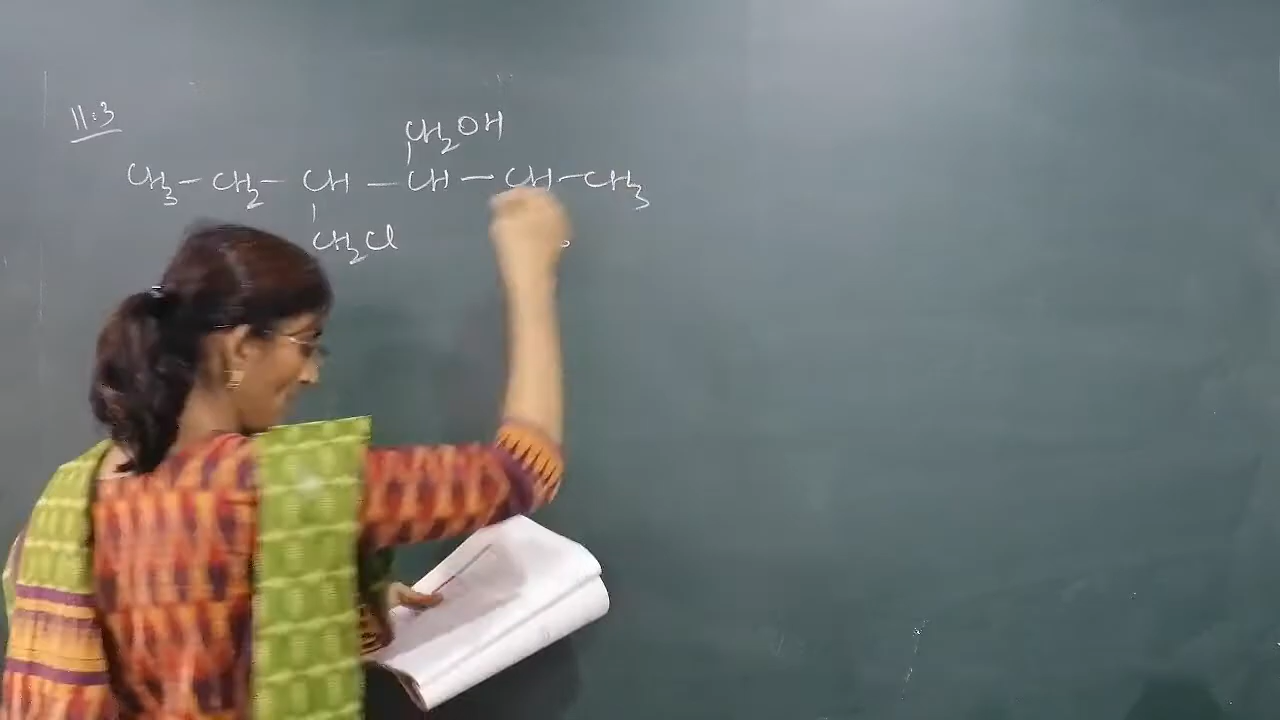 11.3
CH₂OH
CH₃ — CH₂ — CH — CH — CH — CH₃
CH₂Cl